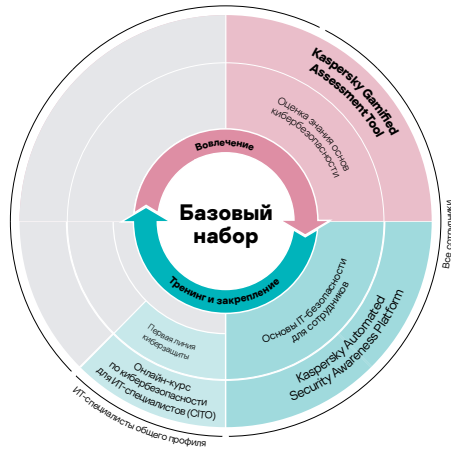 Kaspersky Gamified
Assessment Tool
Оценка знания основ
кибербезопасности
Вовлечение
Базовый
набор
Тренинг и закрепление
Все сотрудники
Основы IT-безопасности
для сотрудников
Kaspersky Automated
Security Awareness Platform
Первая линия
киберзащиты
Онлайн-курс
по кибербезопасности
для ИТ-специалистов (CITO)
ИТ-специалисты общего профиля